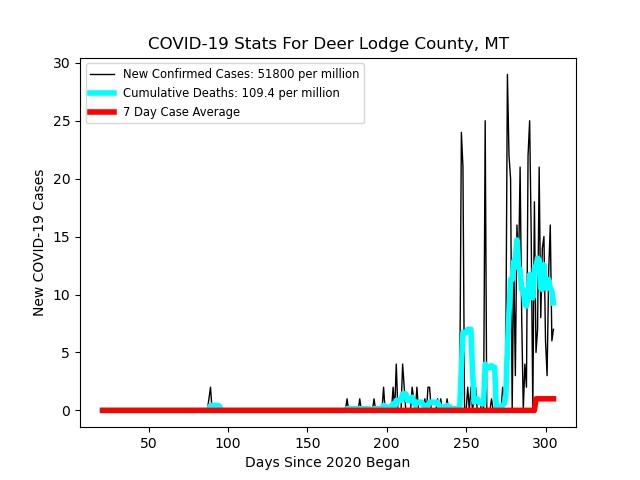 COVID-19 Stats For Deer Lodge County, MT
New Confirmed Cases: 51800 per million
Cumulative Deaths: 109.4 per million
7 Day Case Average
New COVID-19 Cases
30
25
20
15
10
5
0
50 100 150 200 250 300
Days Since 2020 Began